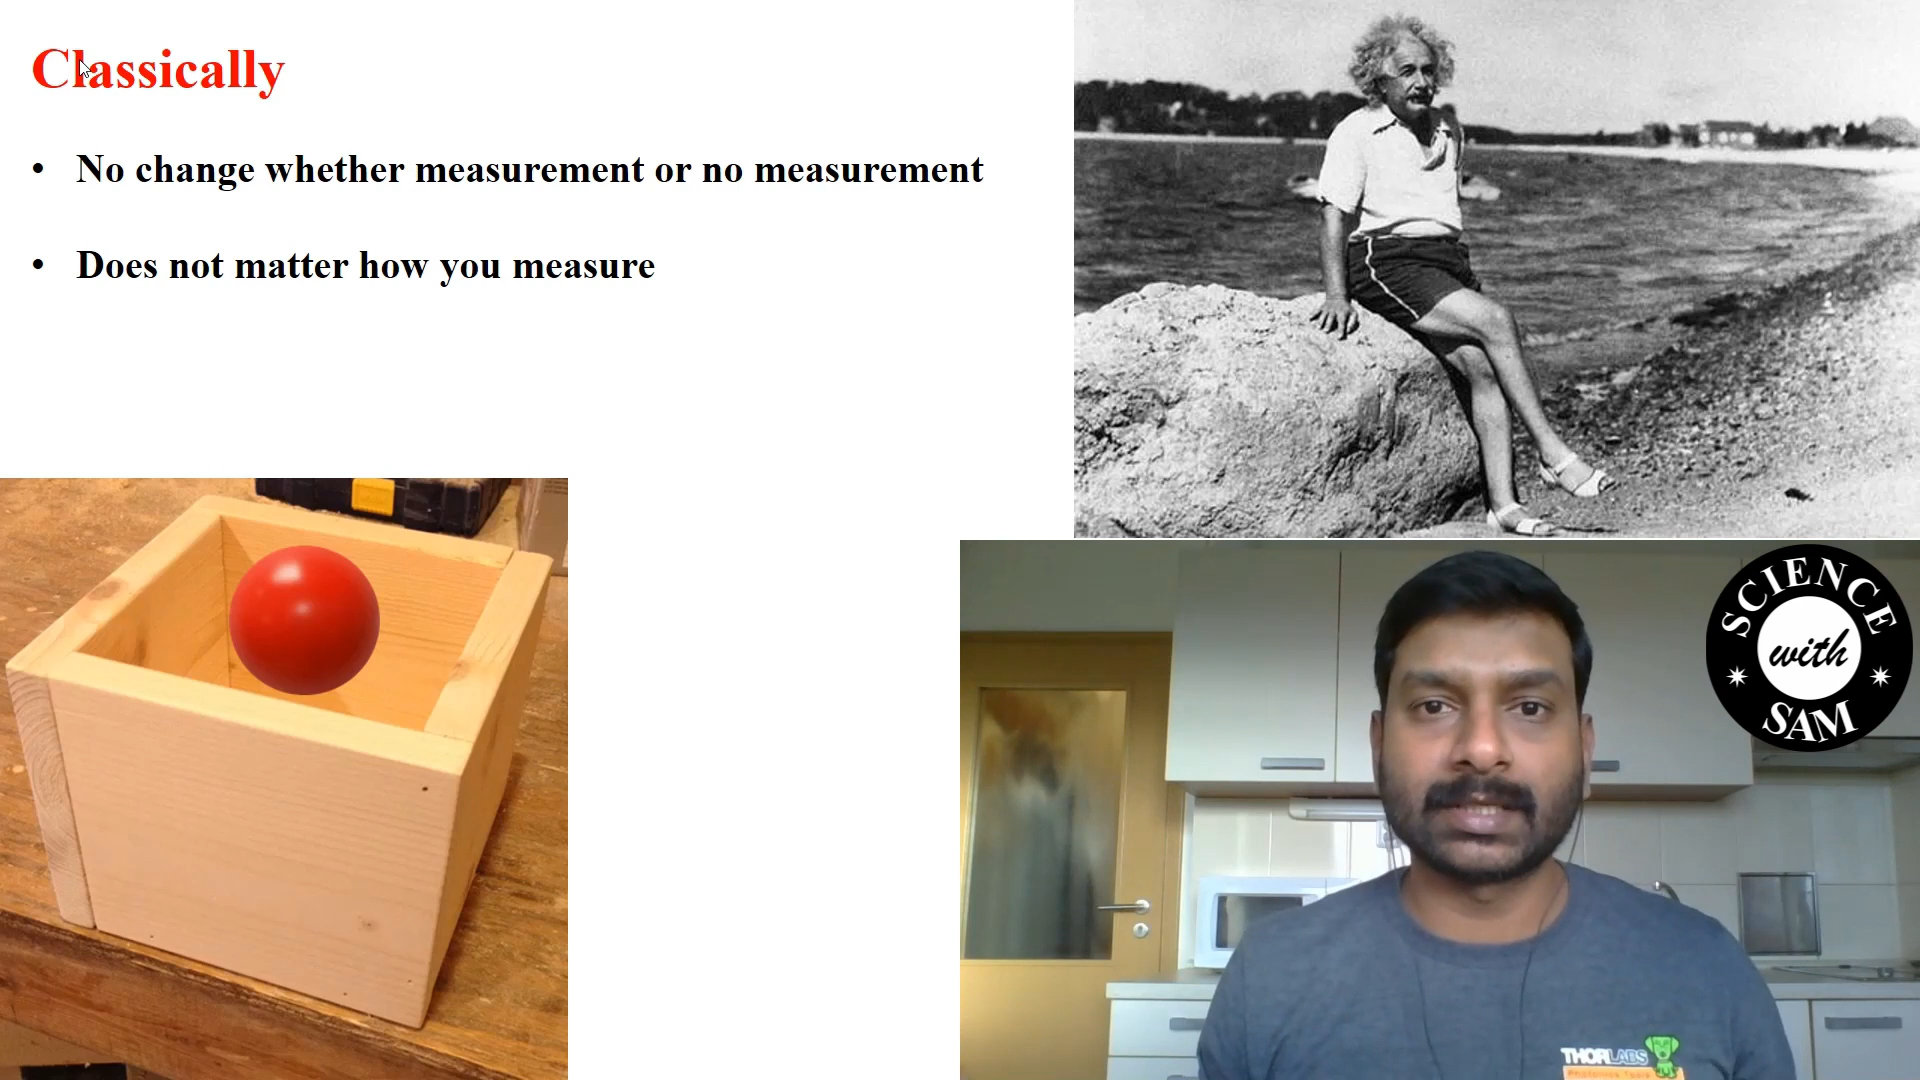 Classically
• No change whether measurement or no measurement
• Does not matter how you measure
SCIENCE
with
SAM
THORLABS